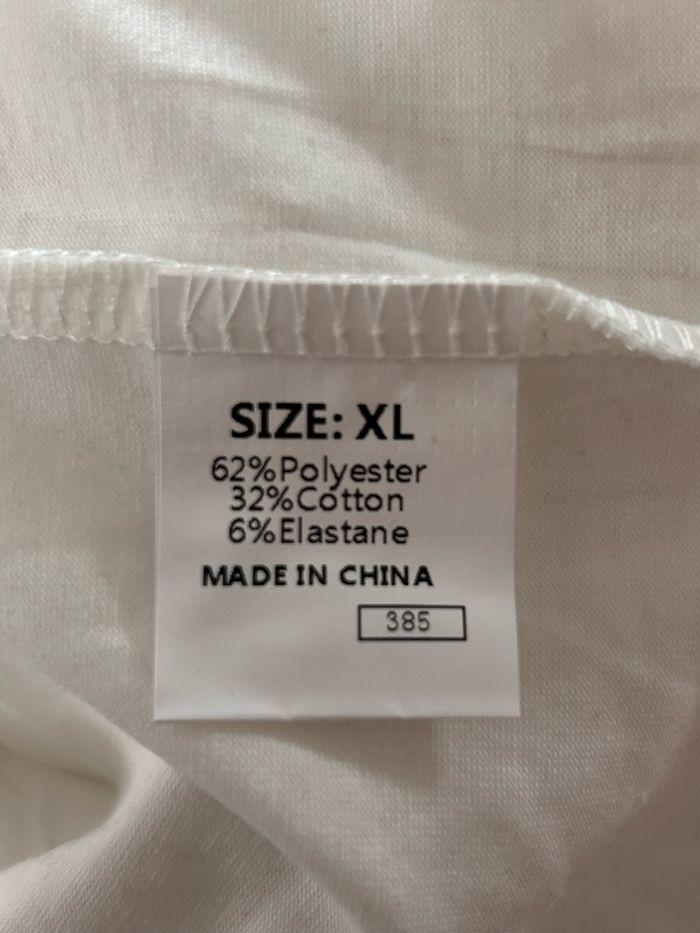 SIZE: XL
62%Polyester
32%Cotton
6%Elastane
MADE IN CHINA
385